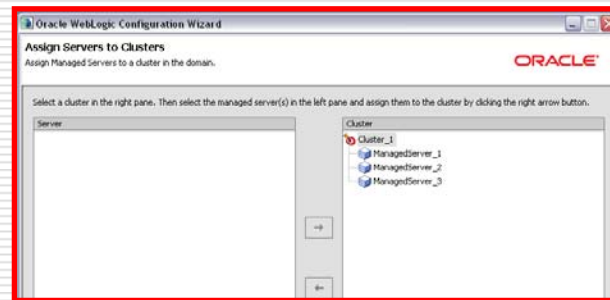 Oracle WebLogic Configuration Wizard
Assign Servers to Clusters
Assign Managed Servers to a cluster in the domain.
ORACLE
Select a cluster in the right pane. Then select the managed server(s) in the left pane and assign them to the cluster by clicking the right arrow button.
Server
Cluster
Cluster_1
ManagedServer_1
ManagedServer_2
ManagedServer_3